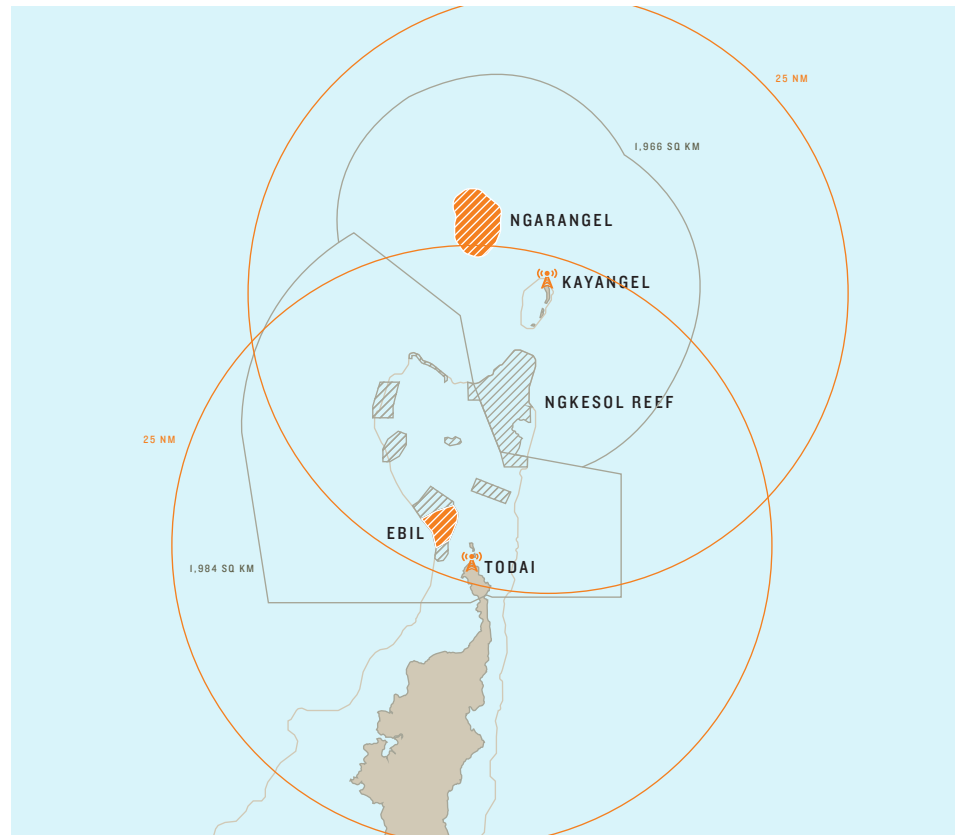 25 NM
1,966 SQ KM
NGARANGEL
KAYANGEL
NGKESOL REEF
25 NM
EBIL
TODAI
1,984 SQ KM